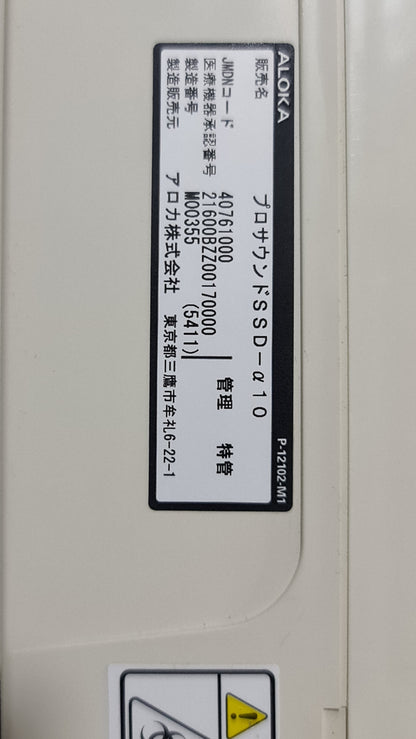 ALOKA
販売名 プロサウンドSSD-α10
JMDNコード 40761000 管理 特管
医療機器承認番号 21600BZZ00170000
製造番号 M00355 (5411)
製造販売元 アロカ株式会社 東京都三鷹市牟礼6-22-1
P-12102-M1